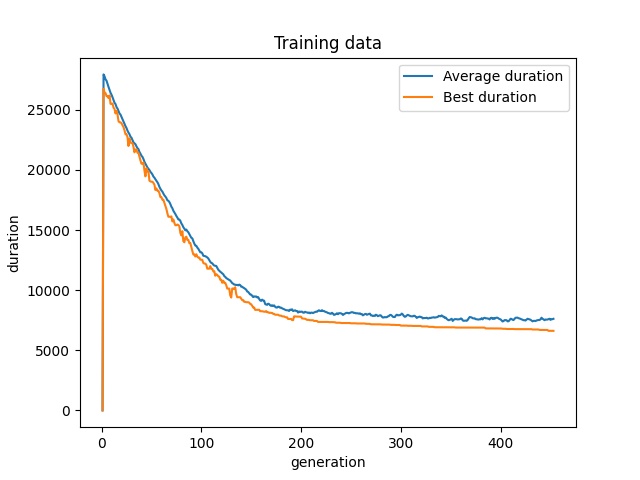 Training data
Average duration
Best duration
25000
20000
15000
10000
5000
0
duration
0 100 200 300 400
generation